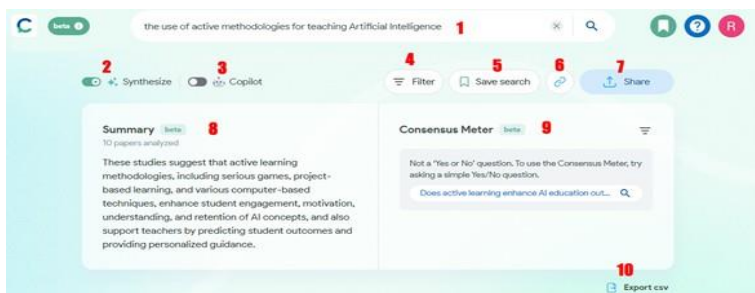 C beta the use of active methodologies for teaching Artificial Intelligence 1 R
2 3 4 5 6 7
Synthesize Copilot Filter Save search Share
Summary beta 8
10 papers analyzed
These studies suggest that active learning
methodologies, including serious games, project-
based learning, and various computer-based
techniques, enhance student engagement, motivation,
understanding, and retention of AI concepts, and also
support teachers by predicting student outcomes and
providing personalized guidance.
Consensus Meter beta 9
Not a "Yes or No" question. To use the Consensus Meter, try
asking a simple Yes/No question.
Does active learning enhance AI education out...
10
Export csv